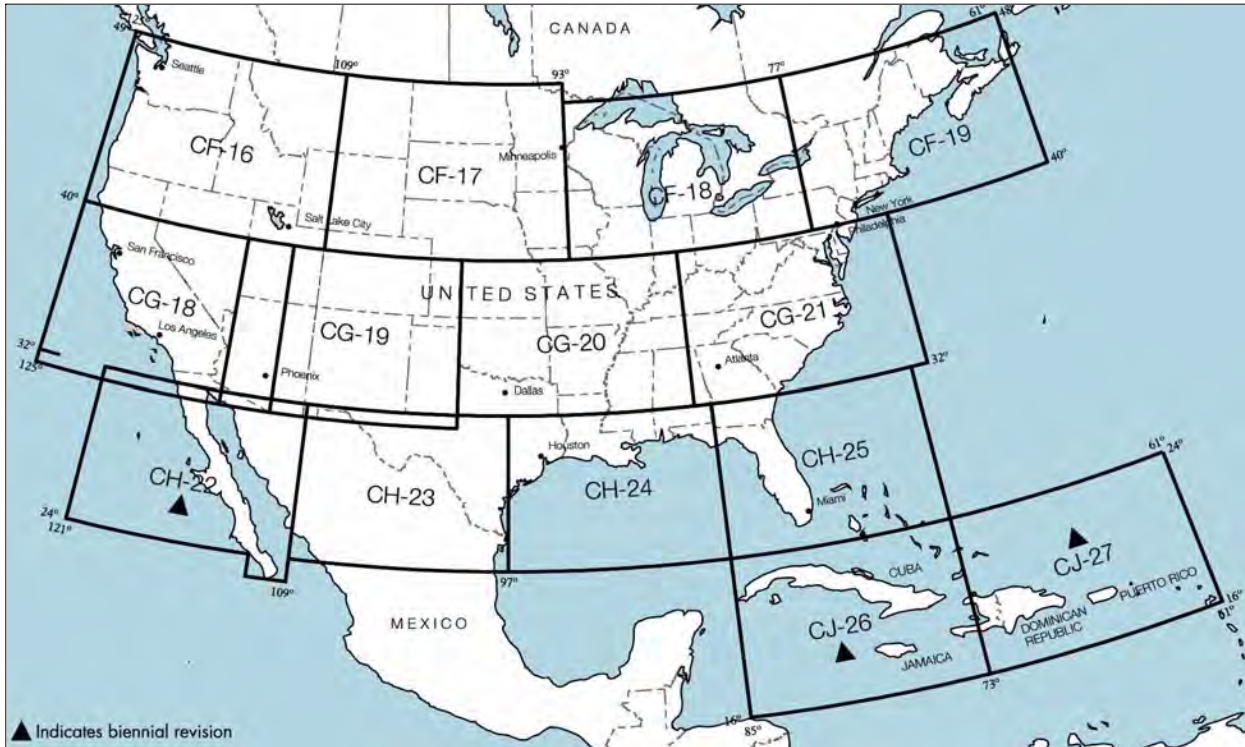 CANADA
125°
49°
109°
93°
77°
61°
48°
Seattle
CF-16
CF-17
Minneapolis
CF-18
CF-19
40°
40°
Salt Lake City
New York
Philadelphia
San Francisco
UNITED STATES
CG-18
Los Angeles
CG-19
CG-20
CG-21
Atlanta
32°
125°
32°
Phoenix
Dallas
Houston
CH-22
CH-23
CH-24
CH-25
Miami
24°
121°
61°
24°
109°
97°
CUBA
CJ-27
MEXICO
CJ-26
PUERTO RICO
DOMINICAN
REPUBLIC
JAMAICA
16°
61°
73°
16°
85°
Indicates biennial revision